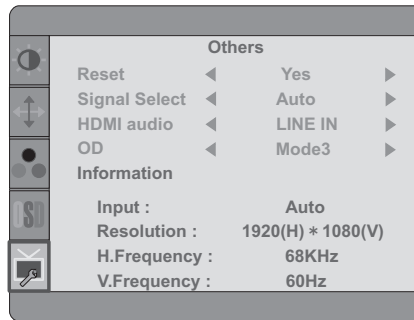 Others
Reset ◀ Yes ▶
Signal Select ◀ Auto ▶
HDMI audio ◀ LINE IN ▶
OD ◀ Mode3 ▶
Information
Input : Auto
Resolution : 1920(H) * 1080(V)
H.Frequency : 68KHz
V.Frequency : 60Hz
OSD